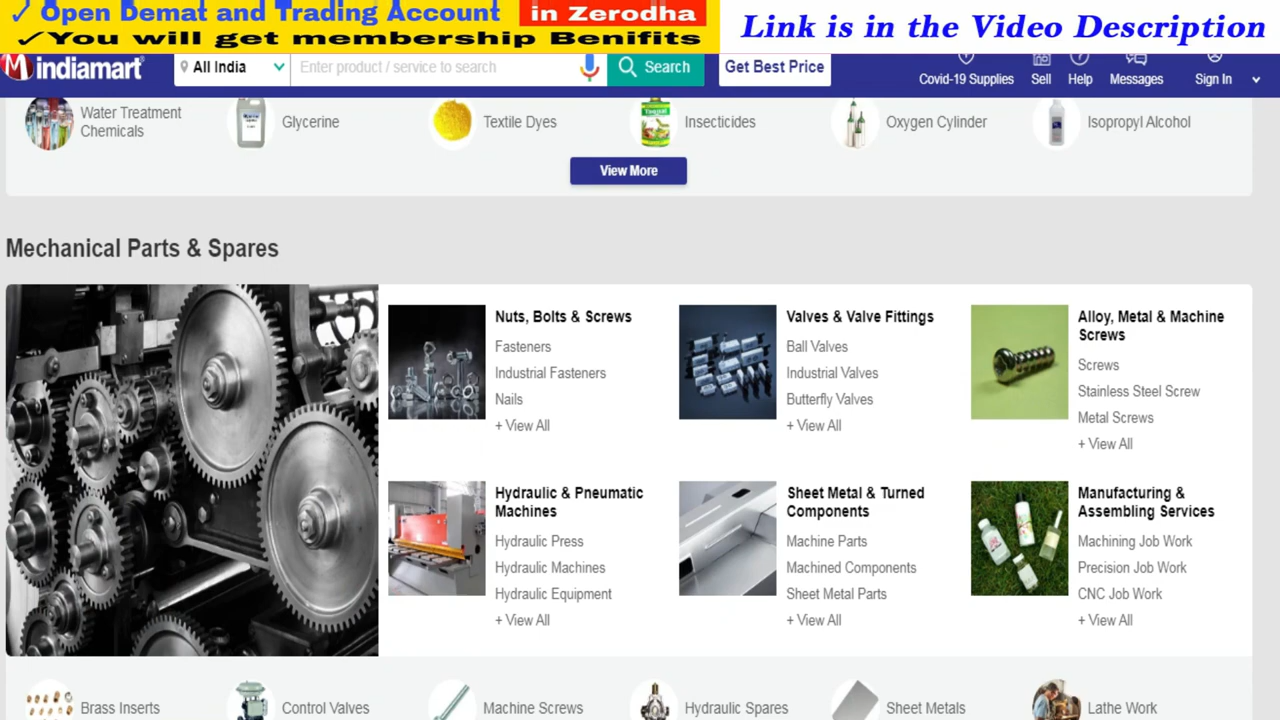 ✓ Open Demat and Trading Account in Zerodha
✓You will get membership Benifits
Link is in the Video Description
M indiamart
All India
Enter product / service to search
Search
Get Best Price
Covid-19 Supplies
Sell
Help
Messages
Sign In
Water Treatment
Chemicals
Glycerine
Textile Dyes
Insecticides
Oxygen Cylinder
Isopropyl Alcohol
View More
Mechanical Parts & Spares
Nuts, Bolts & Screws
Fasteners
Industrial Fasteners
Nails
+ View All
Valves & Valve Fittings
Ball Valves
Industrial Valves
Butterfly Valves
+ View All
Alloy, Metal & Machine
Screws
Screws
Stainless Steel Screw
Metal Screws
+ View All
Hydraulic & Pneumatic
Machines
Hydraulic Press
Hydraulic Machines
Hydraulic Equipment
+ View All
Sheet Metal & Turned
Components
Machine Parts
Machined Components
Sheet Metal Parts
+ View All
Manufacturing &
Assembling Services
Machining Job Work
Precision Job Work
CNC Job Work
+ View All
Brass Inserts
Control Valves
Machine Screws
Hydraulic Spares
Sheet Metals
Lathe Work